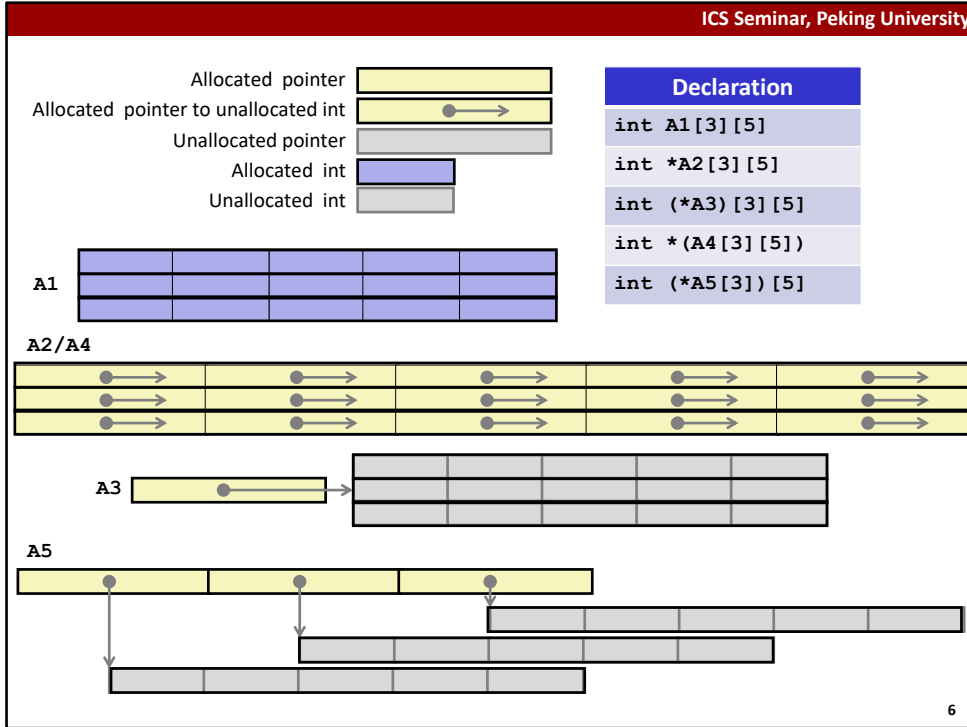 ICS Seminar, Peking University
Allocated pointer
Allocated pointer to unallocated int
Unallocated pointer
Allocated int
Unallocated int
Declaration
int A1[3][5]
int *A2[3][5]
int (*A3)[3][5]
int *(A4[3][5])
int (*A5[3])[5]
A1
A2/A4
A3
A5
6